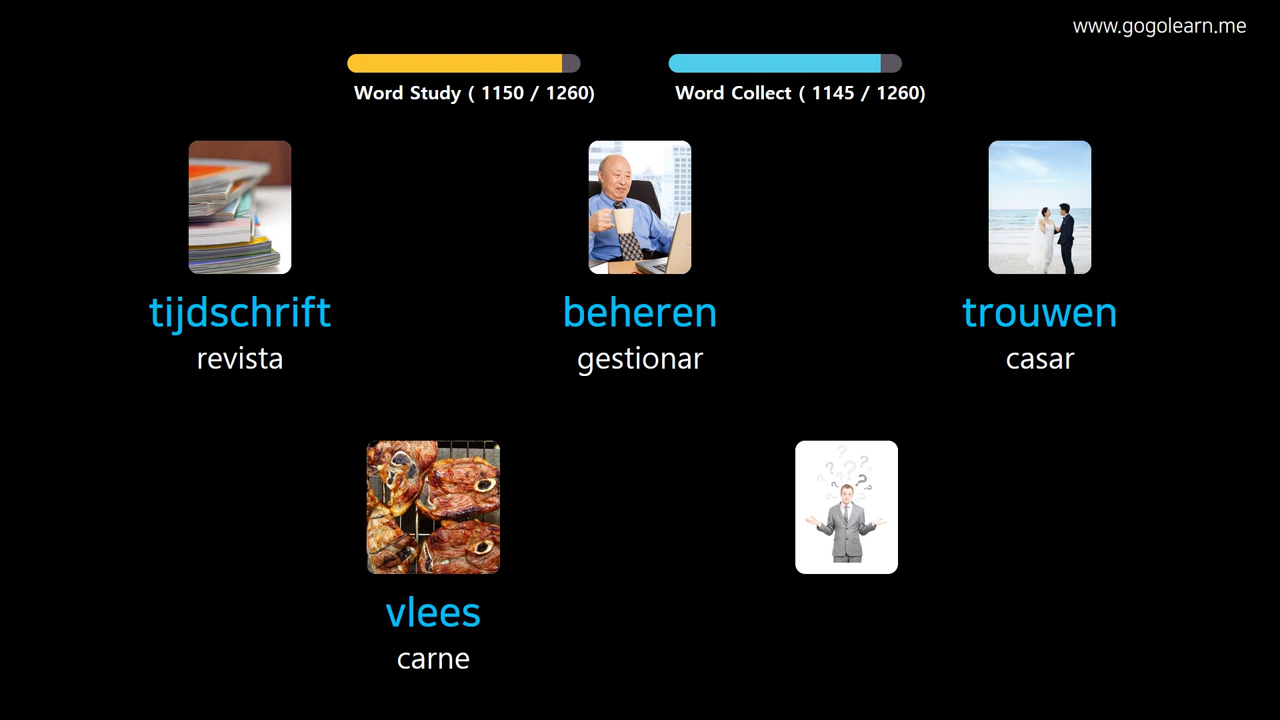 www.gogolearn.me
Word Study ( 1150 / 1260)
Word Collect ( 1145 / 1260)
tijdschrift
revista
beheren
gestionar
trouwen
casar
vlees
carne